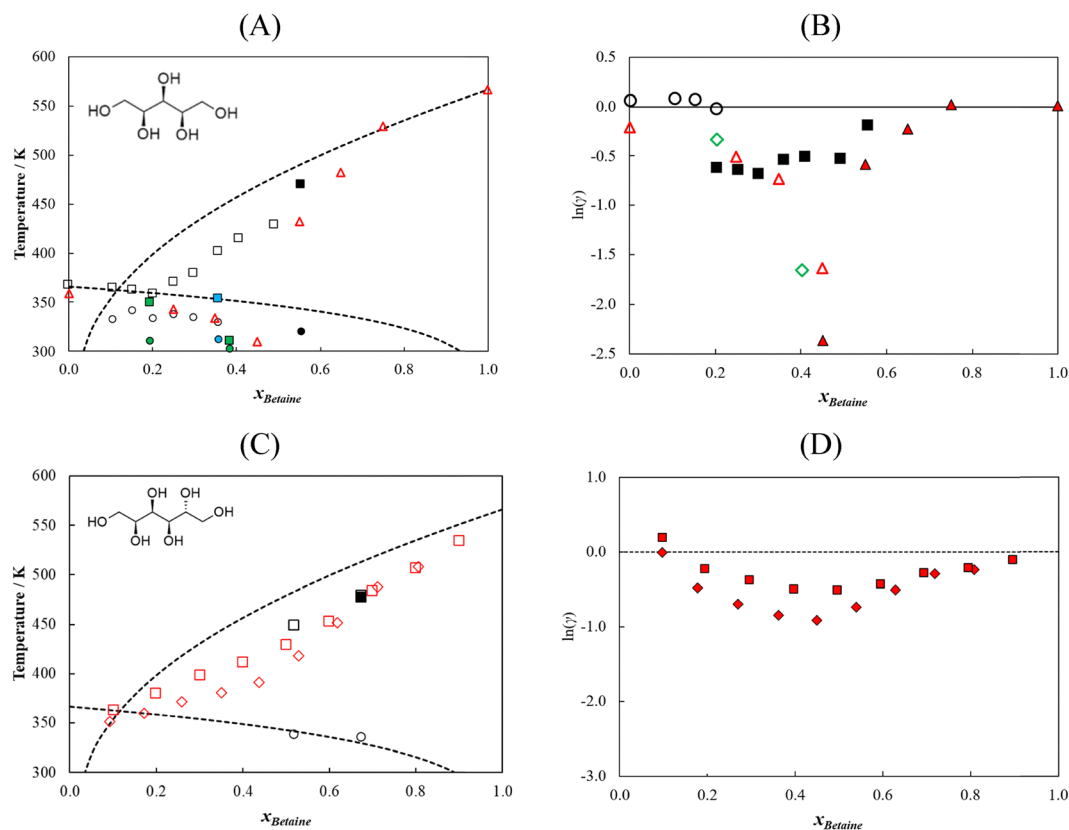 (A)
600
550
500
450
400
350
300
Temperature / K
OH
HO
OH
OH
OH
0.0 0.2 0.4 0.6 0.8 1.0
xBetaine
(B)
0.5
0.0
-0.5
-1.0
-1.5
-2.0
-2.5
ln(γ)
0.0 0.2 0.4 0.6 0.8 1.0
xBetaine
(C)
600
550
500
450
400
350
300
Temperature / K
OH OH OH
HO OH
OH OH
0.0 0.2 0.4 0.6 0.8 1.0
xBetaine
(D)
1.0
0.0
-1.0
-2.0
-3.0
ln(γ)
0.0 0.2 0.4 0.6 0.8 1.0
xBetaine